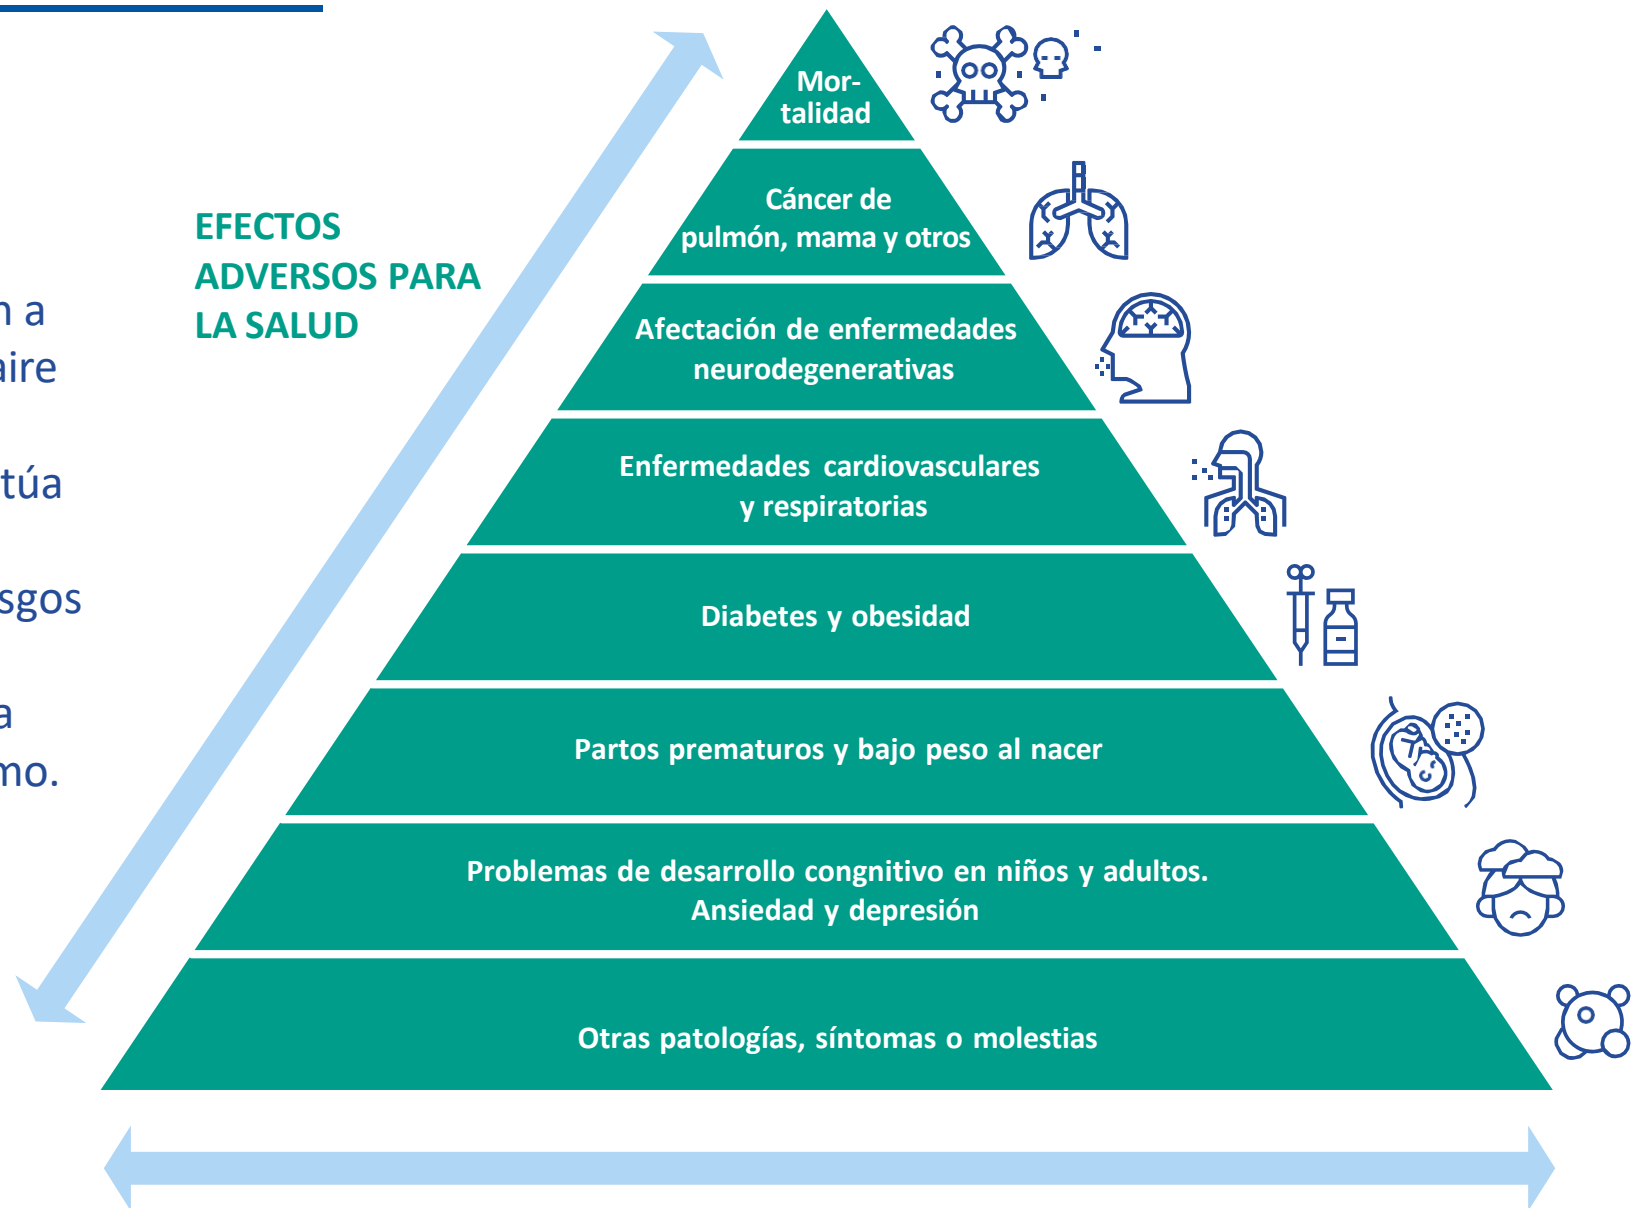 EFECTOS
ADVERSOS PARA
LA SALUD
n a
aire
túa
sgos
a
mo.
Mor-
talidad
Cáncer de
pulmón, mama y otros
Afectación de enfermedades
neurodegenerativas
Enfermedades cardiovasculares
y respiratorias
Diabetes y obesidad
Partos prematuros y bajo peso al nacer
Problemas de desarrollo congnitivo en niños y adultos.
Ansiedad y depresión
Otras patologías, síntomas o molestias